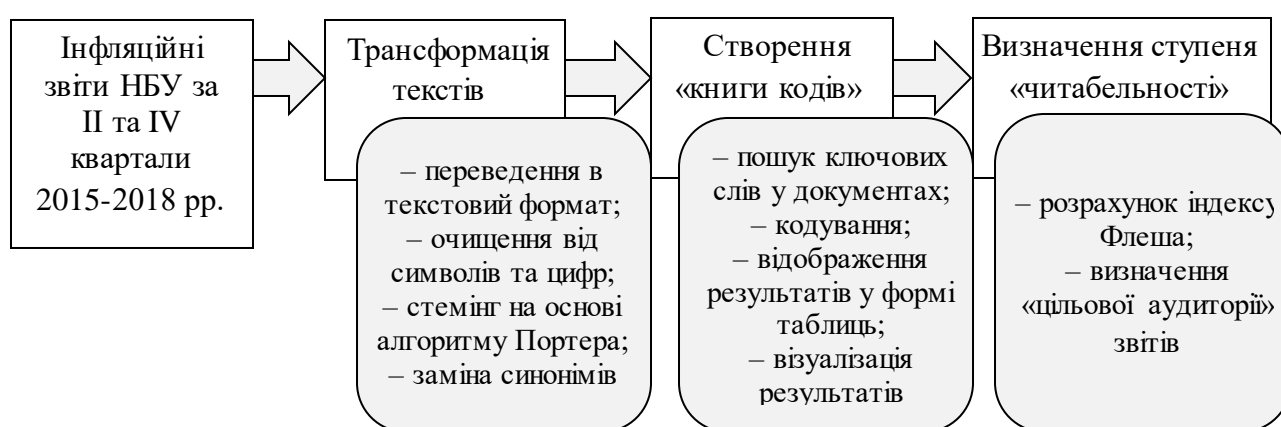 Інфляційні
звіти НБУ за
II та IV
квартали
2015-2018 рр.
Трансформація
текстів
– переведення в
текстовий формат;
– очищення від
символів та цифр;
– стемінг на основі
алгоритму Портера;
– заміна синонімів
Створення
«книги кодів»
– пошук ключових
слів у документах;
– кодування;
– відображення
результатів у формі
таблиць;
– візуалізація
результатів
Визначення ступеня
«читабельності»
– розрахунок індексу
Флеша;
– визначення
«цільової аудиторії»
звітів